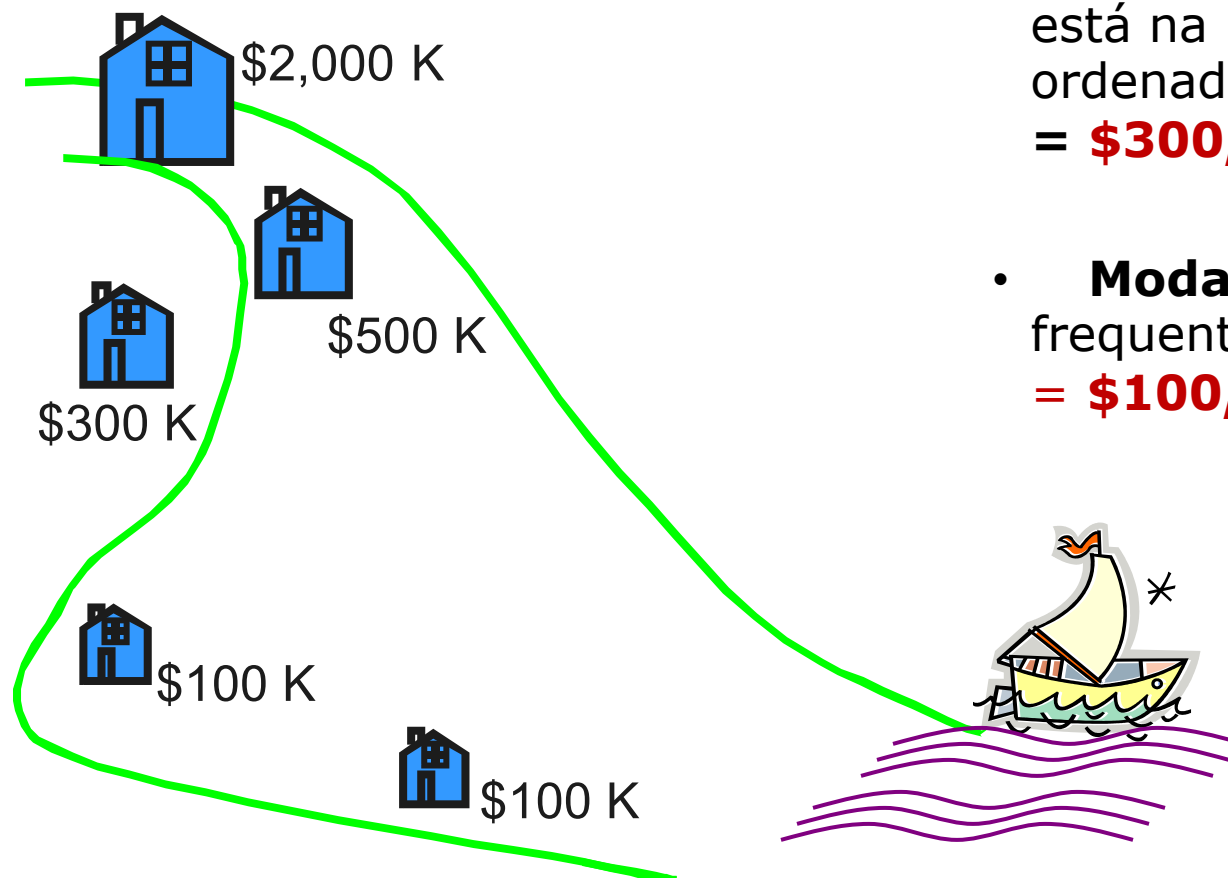 $2,000 K
$500 K
$300 K
$100 K
$100 K
está na
ordenad
= $300,
• Moda
frequent
= $100,